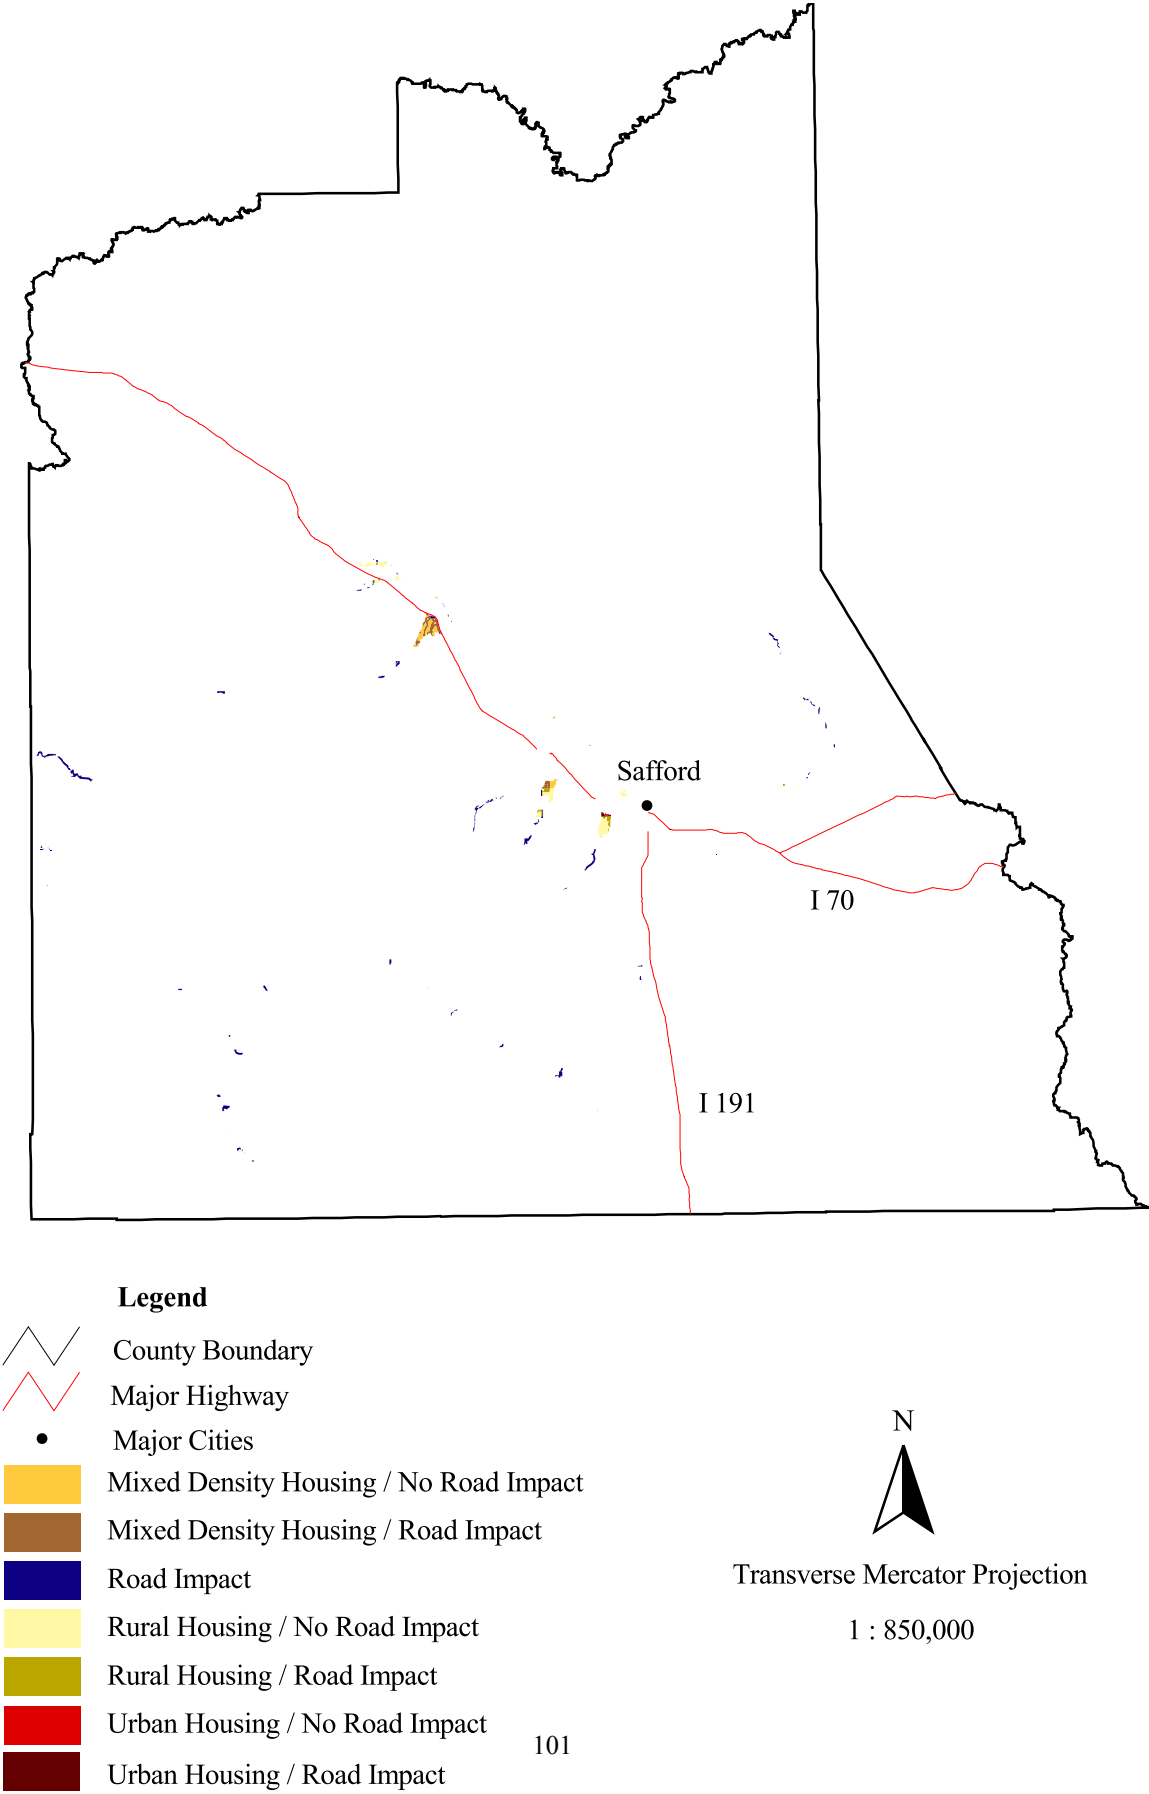 Safford
I 70
I 191
Legend
County Boundary
Major Highway
Major Cities
Mixed Density Housing / No Road Impact
Mixed Density Housing / Road Impact
Road Impact
Rural Housing / No Road Impact
Rural Housing / Road Impact
Urban Housing / No Road Impact
Urban Housing / Road Impact
N
Transverse Mercator Projection
1 : 850,000
101